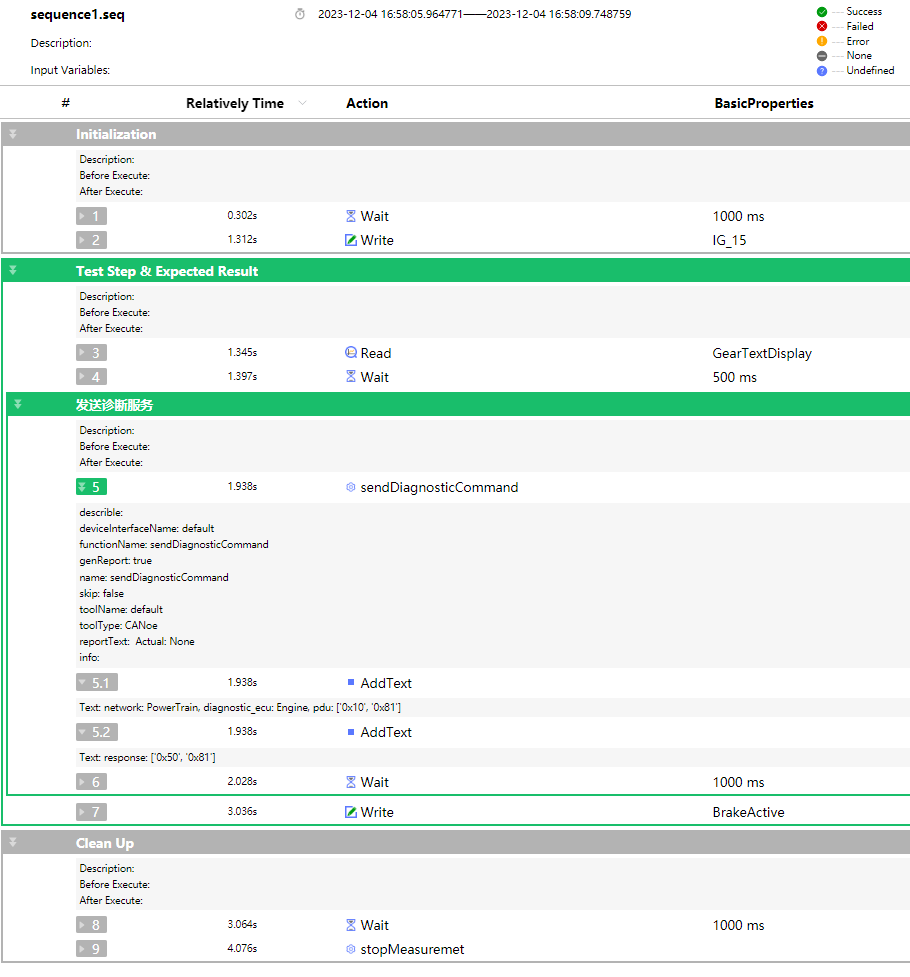 sequence1.seq
2023-12-04 16:58:05.964771——2023-12-04 16:58:09.748759
Success
Failed
Error
None
Undefined
Description:
Input Variables:
# Relatively Time Action BasicProperties
Initialization
Description:
Before Execute:
After Execute:
1 0.302s Wait 1000 ms
2 1.312s Write IG_15
Test Step & Expected Result
Description:
Before Execute:
After Execute:
3 1.345s Read GearTextDisplay
4 1.397s Wait 500 ms
发送诊断服务
Description:
Before Execute:
After Execute:
5 1.938s sendDiagnosticCommand
describle:
deviceInterfaceName: default
functionName: sendDiagnosticCommand
genReport: true
name: sendDiagnosticCommand
skip: false
toolName: default
toolType: CANoe
reportText: Actual: None
info:
5.1 1.938s AddText
Text: network: PowerTrain, diagnostic_ecu: Engine, pdu: ['0x10', '0x81']
5.2 1.938s AddText
Text: response: ['0x50', '0x81']
6 2.028s Wait 1000 ms
7 3.036s Write BrakeActive
Clean Up
Description:
Before Execute:
After Execute:
8 3.064s Wait 1000 ms
9 4.076s stopMeasuremet